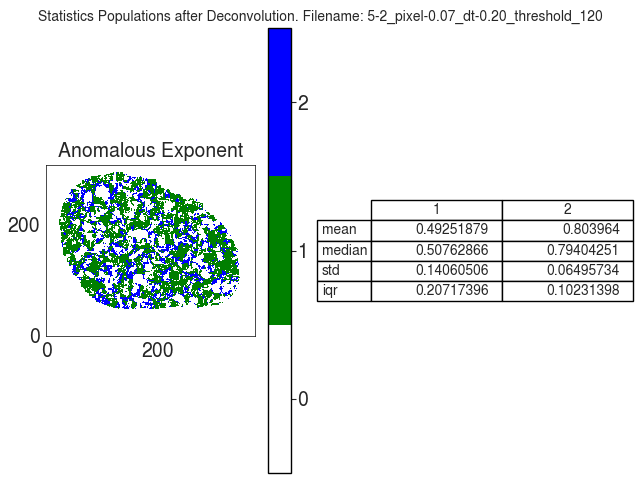 Statistics Populations after Deconvolution. Filename: 5-2_pixel-0.07_dt-0.20_threshold_120
Anomalous Exponent
200
0
0 200
2
1
0
1 2
mean 0.49251879 0.803964
median 0.50762866 0.79404251
std 0.14060506 0.06495734
iqr 0.20717396 0.10231398